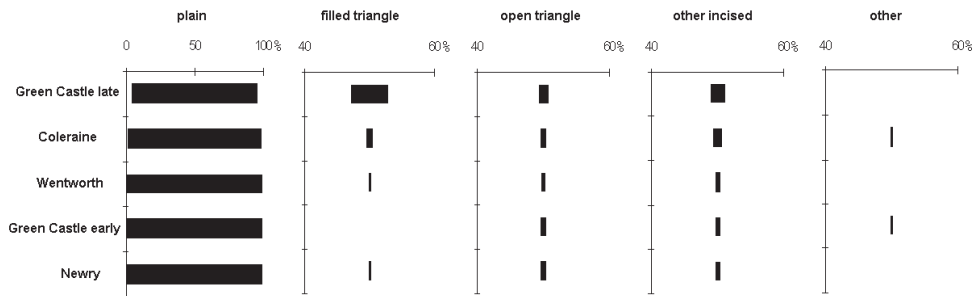 plain filled triangle open triangle other incised other
0 50 100% 40 60% 40 60% 40 60% 40 60%
Green Castle late
Coleraine
Wentworth
Green Castle early
Newry